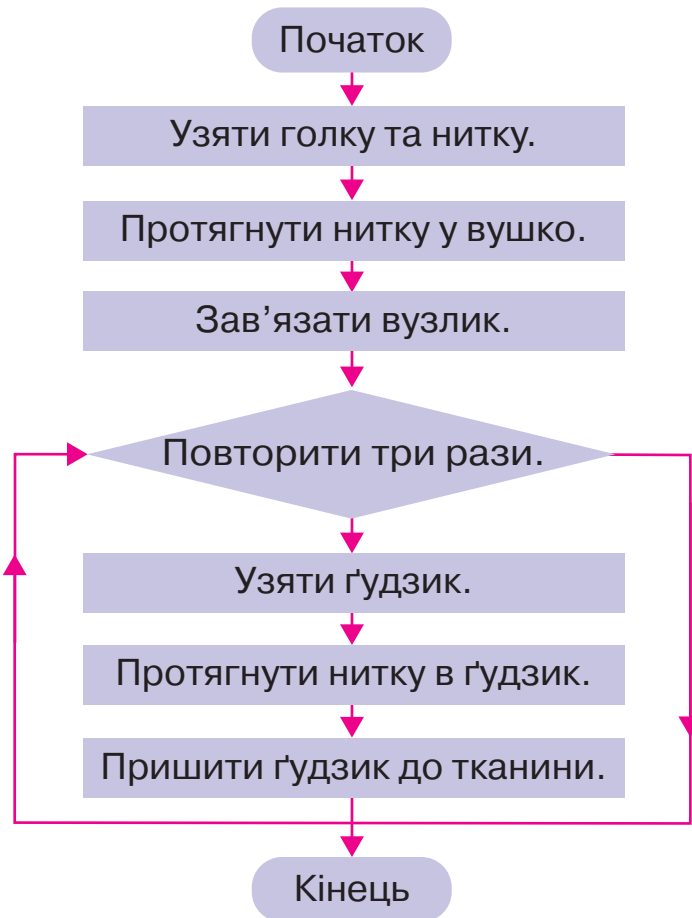 Початок
Узяти голку та нитку.
Протягнути нитку у вушко.
Зав’язати вузлик.
Повторити три рази.
Узяти ґудзик.
Протягнути нитку в ґудзик.
Пришити ґудзик до тканини.
Кінець